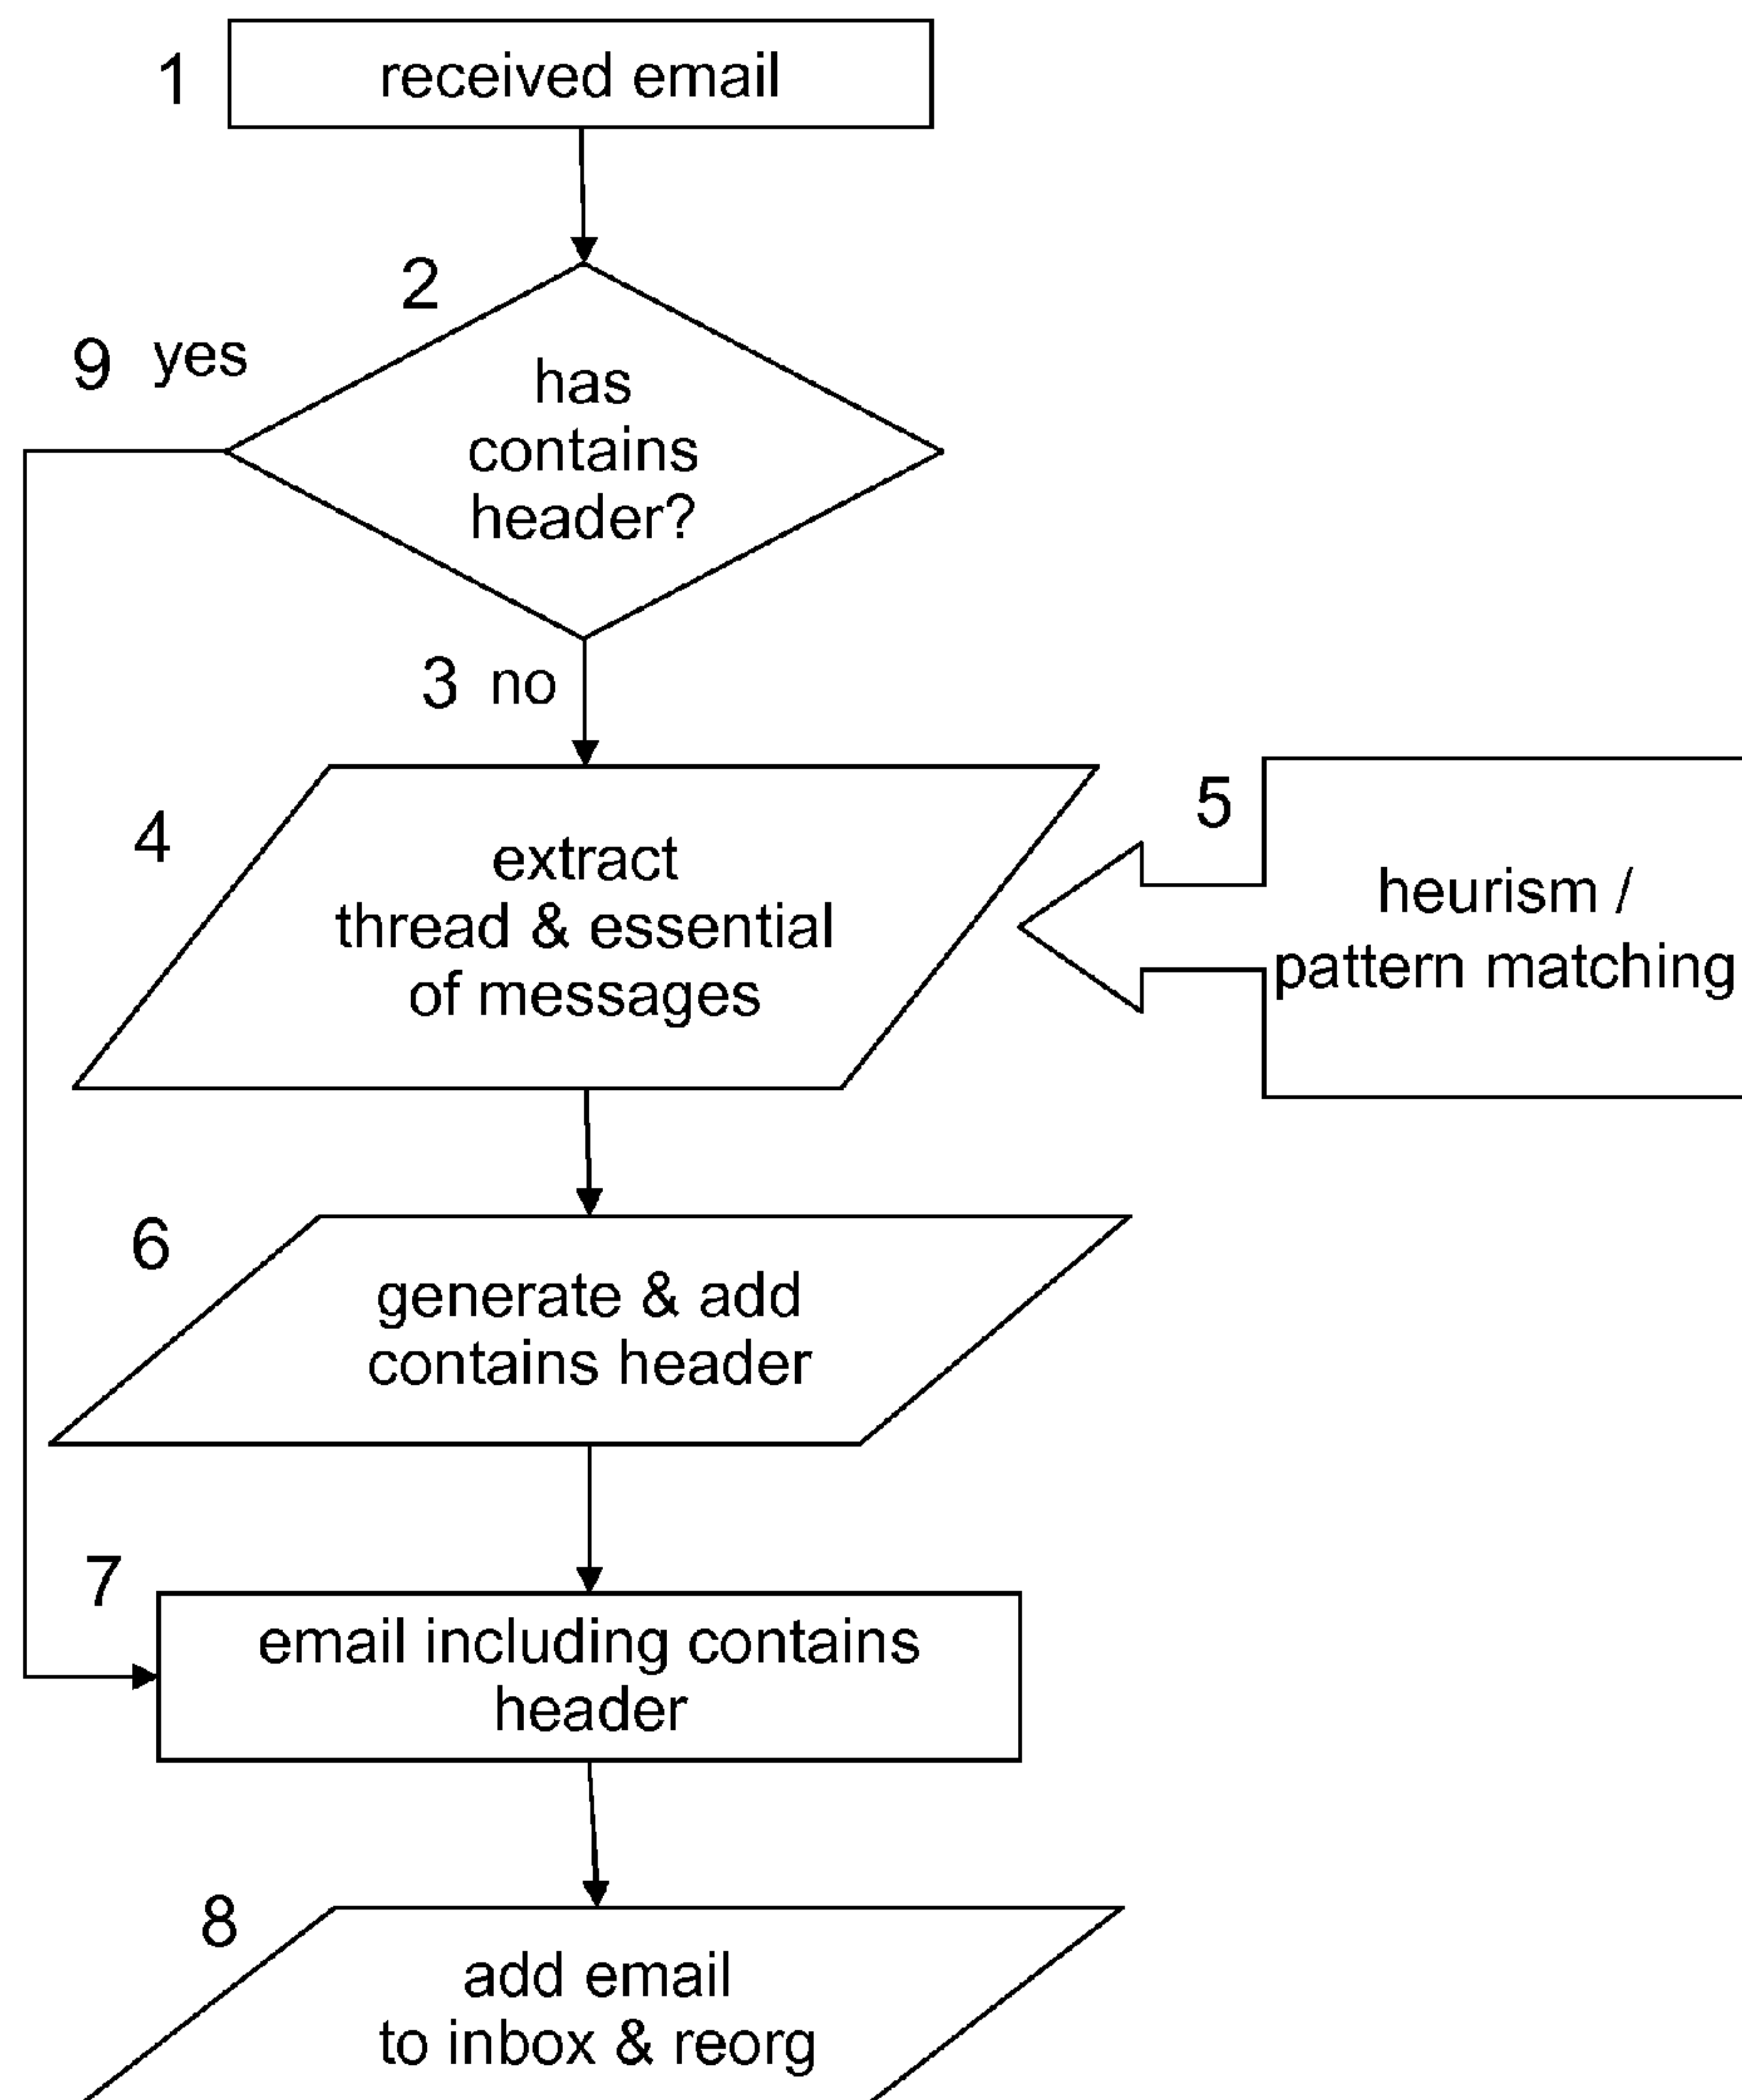 1
received email
2
9 yes
has
contains
header?
3 no
4
extract
thread & essential
of messages
5
heurism /
pattern matching
6
generate & add
contains header
7
email including contains
header
8
add email
to inbox & reorg